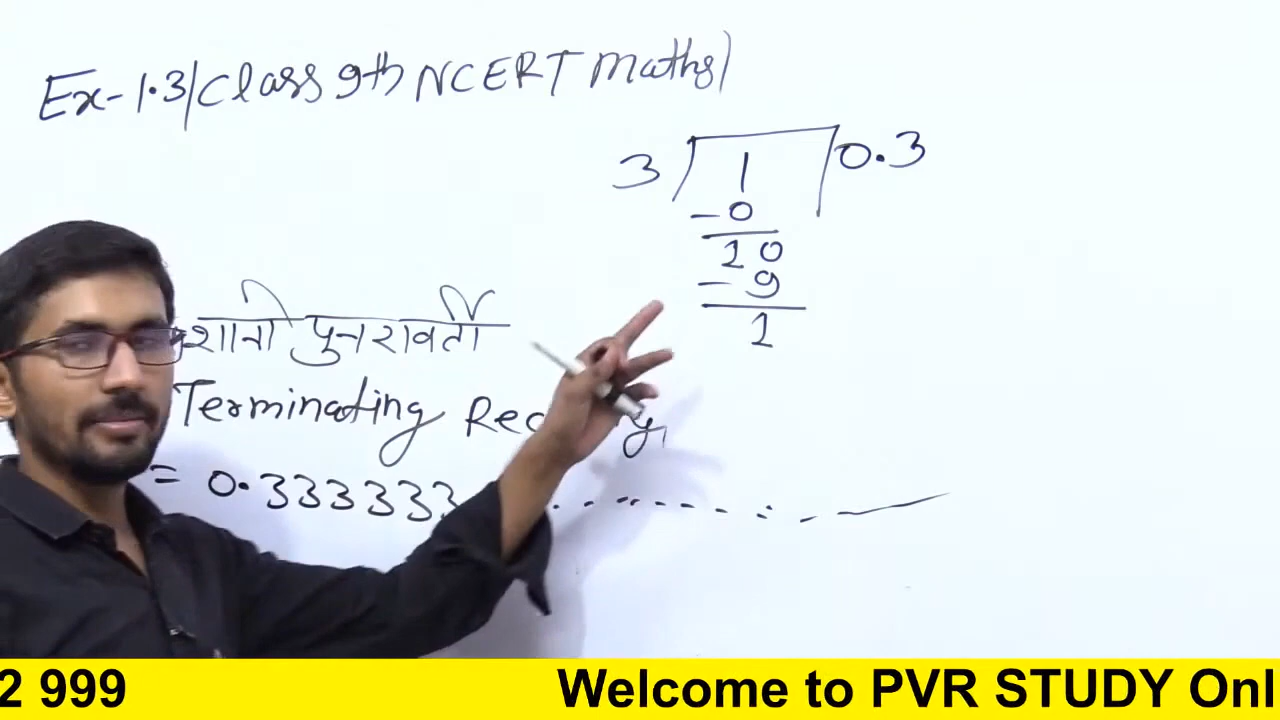 Ex-1.3/Class 9th NCERT Maths)
3 1 0.3
-0
10
-9
1
शानी पुनरावर्ती
Terminating
= 0.333333 ...........
2 999 Welcome to PVR STUDY Onl